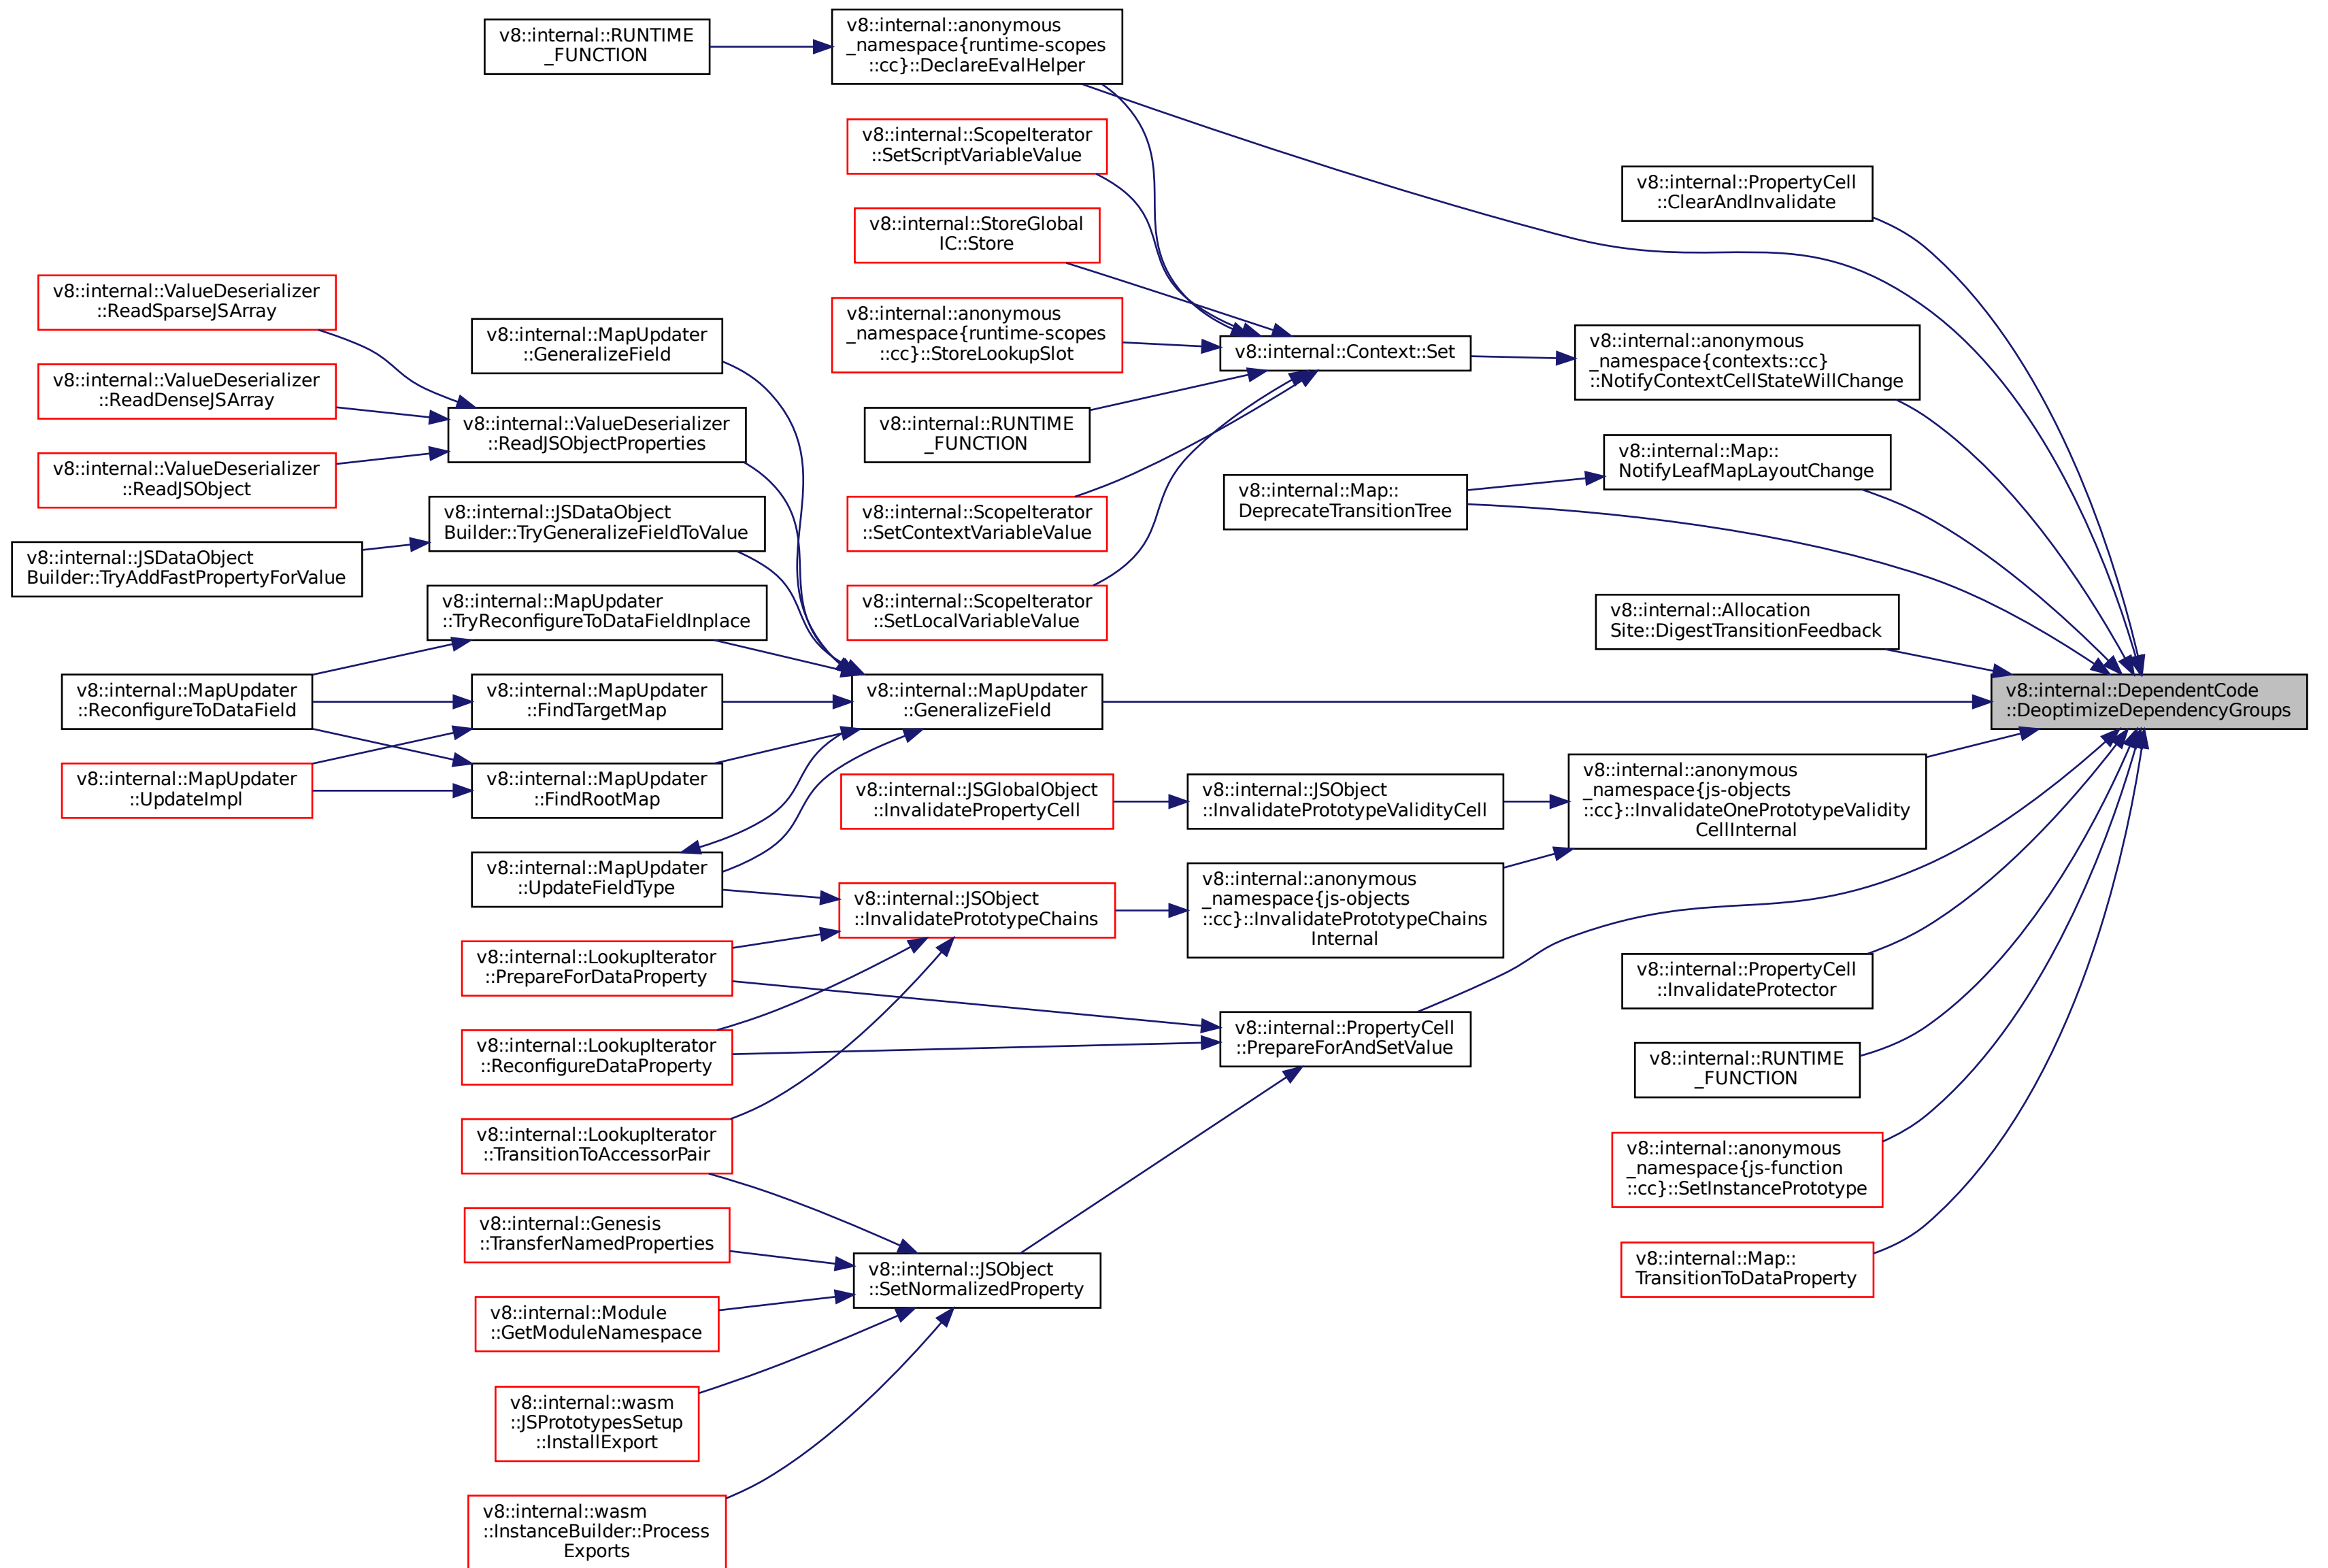 v8::internal::RUNTIME
_FUNCTION
v8::internal::anonymous
_namespace{runtime-scopes
::cc}::DeclareEvalHelper
v8::internal::ScopeIterator
::SetScriptVariableValue
v8::internal::StoreGlobal
IC::Store
v8::internal::anonymous
_namespace{runtime-scopes
::cc}::StoreLookupSlot
v8::internal::RUNTIME
_FUNCTION
v8::internal::ScopeIterator
::SetContextVariableValue
v8::internal::ScopeIterator
::SetLocalVariableValue
v8::internal::Context::Set
v8::internal::PropertyCell
::ClearAndInvalidate
v8::internal::anonymous
_namespace{contexts::cc}
::NotifyContextCellStateWillChange
v8::internal::Map::
NotifyLeafMapLayoutChange
v8::internal::Map::
DeprecateTransitionTree
v8::internal::Allocation
Site::DigestTransitionFeedback
v8::internal::DependentCode
::DeoptimizeDependencyGroups
v8::internal::ValueDeserializer
::ReadSparseJSArray
v8::internal::ValueDeserializer
::ReadDenseJSArray
v8::internal::ValueDeserializer
::ReadJSObject
v8::internal::JSDataObject
Builder::TryAddFastPropertyForValue
v8::internal::MapUpdater
::ReconfigureToDataField
v8::internal::MapUpdater
::UpdateImpl
v8::internal::MapUpdater
::GeneralizeField
v8::internal::ValueDeserializer
::ReadJSObjectProperties
v8::internal::JSDataObject
Builder::TryGeneralizeFieldToValue
v8::internal::MapUpdater
::TryReconfigureToDataFieldInplace
v8::internal::MapUpdater
::FindTargetMap
v8::internal::MapUpdater
::FindRootMap
v8::internal::MapUpdater
::UpdateFieldType
v8::internal::MapUpdater
::GeneralizeField
v8::internal::JSGlobalObject
::InvalidatePropertyCell
v8::internal::JSObject
::InvalidatePrototypeValidityCell
v8::internal::anonymous
_namespace{js-objects
::cc}::InvalidateOnePrototypeValidity
CellInternal
v8::internal::JSObject
::InvalidatePrototypeChains
v8::internal::anonymous
_namespace{js-objects
::cc}::InvalidatePrototypeChains
Internal
v8::internal::LookupIterator
::PrepareForDataProperty
v8::internal::LookupIterator
::ReconfigureDataProperty
v8::internal::LookupIterator
::TransitionToAccessorPair
v8::internal::PropertyCell
::PrepareForAndSetValue
v8::internal::PropertyCell
::InvalidateProtector
v8::internal::RUNTIME
_FUNCTION
v8::internal::anonymous
_namespace{js-function
::cc}::SetInstancePrototype
v8::internal::Map::
TransitionToDataProperty
v8::internal::Genesis
::TransferNamedProperties
v8::internal::JSObject
::SetNormalizedProperty
v8::internal::Module
::GetModuleNamespace
v8::internal::wasm
::JSPrototypesSetup
::InstallExport
v8::internal::wasm
::InstanceBuilder::Process
Exports